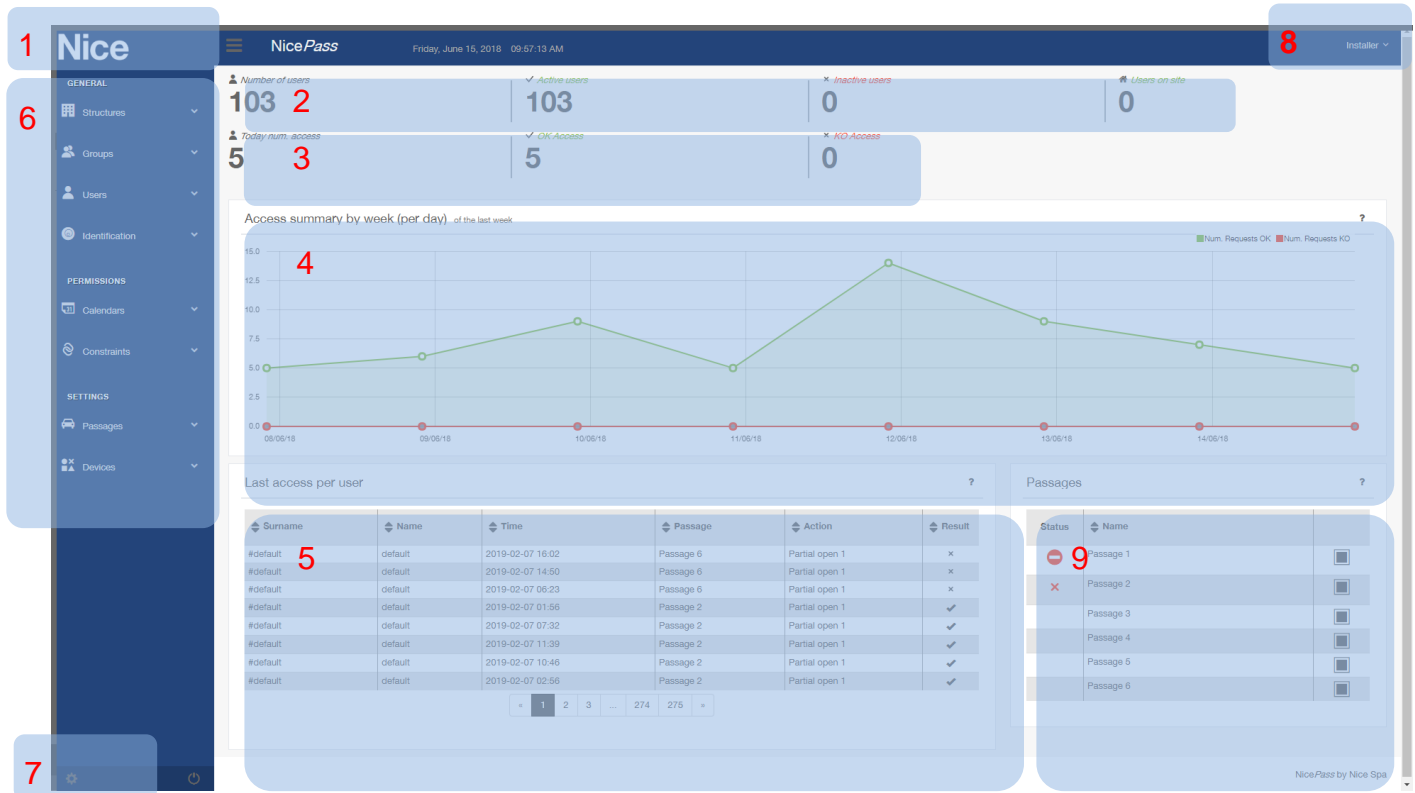 1 Nice NicePass Friday, June 15, 2018 09:57:13 AM 8 Installer
GENERAL
6 Structures
Groups
Users
Identification
PERMISSIONS
Calendars
Constraints
SETTINGS
Passages
Devices
7
Number of users Active users Inactive users Users on site
103 2 103 0 0
Today num. access OK Access KO Access
5 3 5 0
Access summary by week (per day) of the last week ?
Num. Requests OK Num. Requests KO
4
15.0
12.5
10.0
7.5
5.0
2.5
0.0
08/06/18 09/06/18 10/06/18 11/06/18 12/06/18 13/06/18 14/06/18
Last access per user ?
Surname Name Time Passage Action Result
5
#default default 2019-02-07 16:02 Passage 6 Partial open 1
#default default 2019-02-07 14:50 Passage 6 Partial open 1
#default default 2019-02-07 06:23 Passage 6 Partial open 1
#default default 2019-02-07 01:56 Passage 2 Partial open 1
#default default 2019-02-07 07:32 Passage 2 Partial open 1
#default default 2019-02-07 11:39 Passage 2 Partial open 1
#default default 2019-02-07 10:46 Passage 2 Partial open 1
#default default 2019-02-07 02:56 Passage 2 Partial open 1
« 1 2 3 ... 274 275 »
Passages ?
Status Name
9
Passage 1
Passage 2
Passage 3
Passage 4
Passage 5
Passage 6
NicePass by Nice Spa